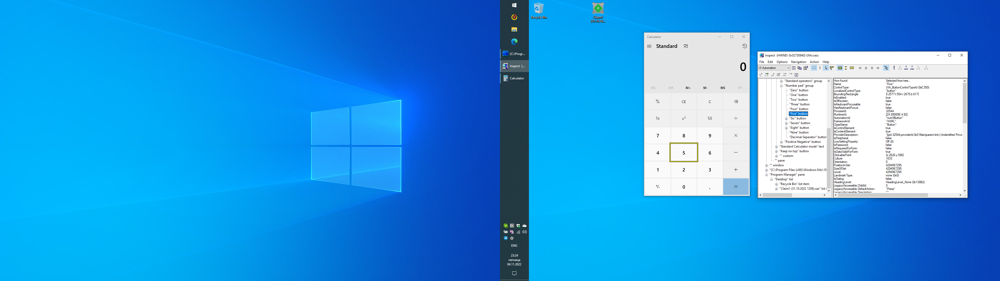 {C:\Progr...
Inspect (...
Calculator
ENG
23:24
пятница
04.11.2022
Recycle Bin
Claim1
(31.10.20...
Calculator
Standard
0
MC MR M+ M- MS M˅
% CE C
⅟x x² ²√x ÷
7 8 9 ×
4 5 6 −
1 2 3 +
+/− 0 , =
Inspect (HWND: 0x02730840) UIAccess
File Edit Options Navigation Action Help
UI Automation
"Standard operators" group
"Number pad" group
"Zero" button
"One" button
"Two" button
"Three" button
"Four" button
"Five" button
"Six" button
"Seven" button
"Eight" button
"Nine" button
"Decimal Separator" button
"Positive Negative" button
"Standard Calculator mode" text
"Keep on top" button
"" custom
"" pane
"" window
"{C:\Program Files (x86)\Windows Kits\10
"Program Manager" pane
"Desktop" list
"Recycle Bin" list item
"Claim1 (31.10.2022 1206).saz" list i
How found: Selected from tree...
Name: "Five"
ControlType: UIA_ButtonControlTypeId (0xC350)
LocalizedControlType: "button"
BoundingRectangle: {l:2577 t:554 r:2675 b:617}
IsEnabled: true
IsOffscreen: false
IsKeyboardFocusable: true
HasKeyboardFocus: false
ProcessId: 32544
RuntimeId: [2A.89069E.4.92]
AutomationId: "num5Button"
FrameworkId: "XAML"
ClassName: "Button"
IsControlElement: true
IsContentElement: true
ProviderDescription: "[pid:32544,providerId:0x0 Main(parent link):Unidentified Provi
IsPeripheral: false
LiveSettingProperty: Off (0)
IsPassword: false
IsRequiredForForm: false
IsDataValidForForm: true
ClickablePoint: {x:2626 y:586}
Culture: 1033
Orientation: 0
PositionInSet: 4294967295
SizeOfSet: 4294967295
Level: 4294967295
LandmarkType: none (0x0)
IsDialog: false
HeadingLevel: HeadingLevel_None (0x138B2)
LegacyIAccessible.ChildId: 0
LegacyIAccessible.DefaultAction: "Press"
LegacyIAccessible.Description: ""